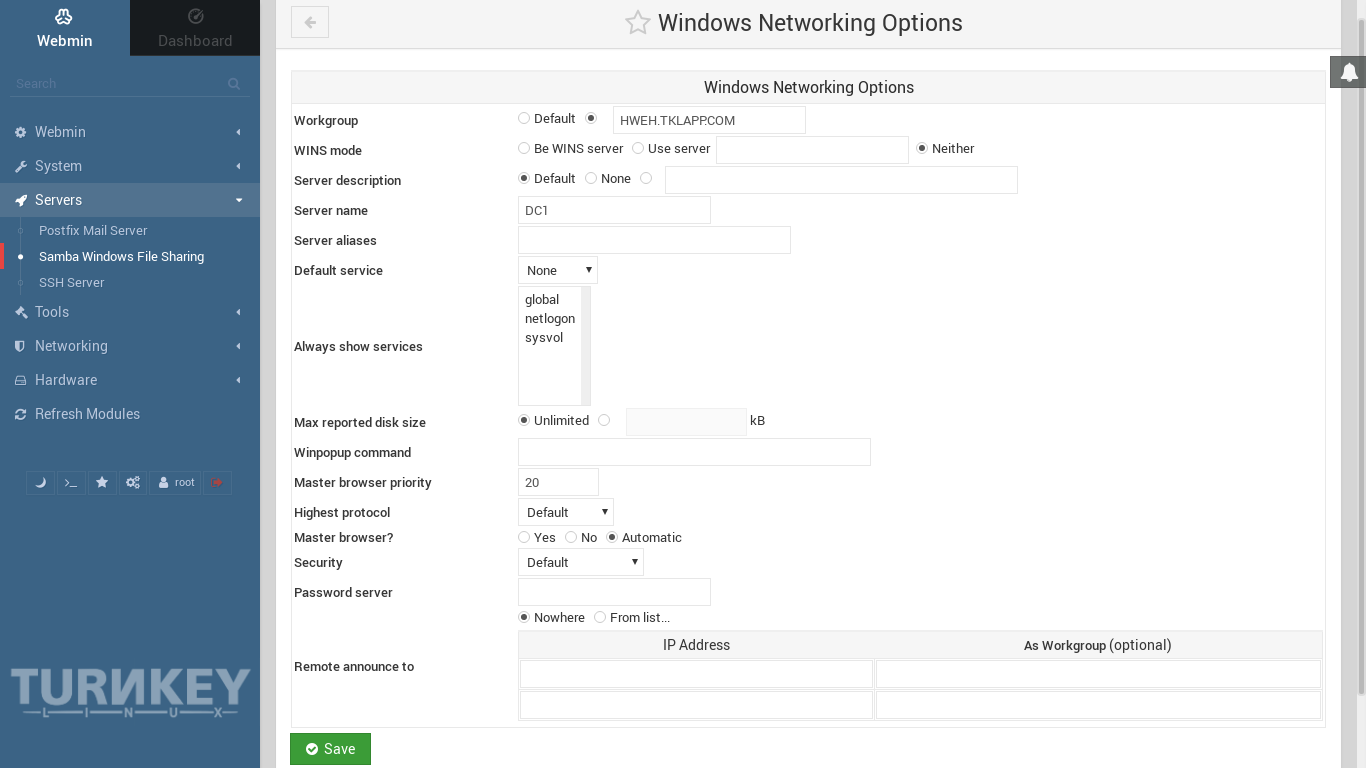 Webmin
Dashboard
Search
Webmin
System
Servers
Postfix Mail Server
Samba Windows File Sharing
SSH Server
Tools
Networking
Hardware
Refresh Modules
>_ root
TURNKEY
LINUX
Windows Networking Options
Windows Networking Options
Workgroup Default HWEH.TKLAPP.COM
WINS mode Be WINS server Use server Neither
Server description Default None
Server name DC1
Server aliases
Default service None
Always show services
global
netlogon
sysvol
Max reported disk size Unlimited kB
Winpopup command
Master browser priority 20
Highest protocol Default
Master browser? Yes No Automatic
Security Default
Password server
Remote announce to
Nowhere From list...
IP Address As Workgroup (optional)
Save